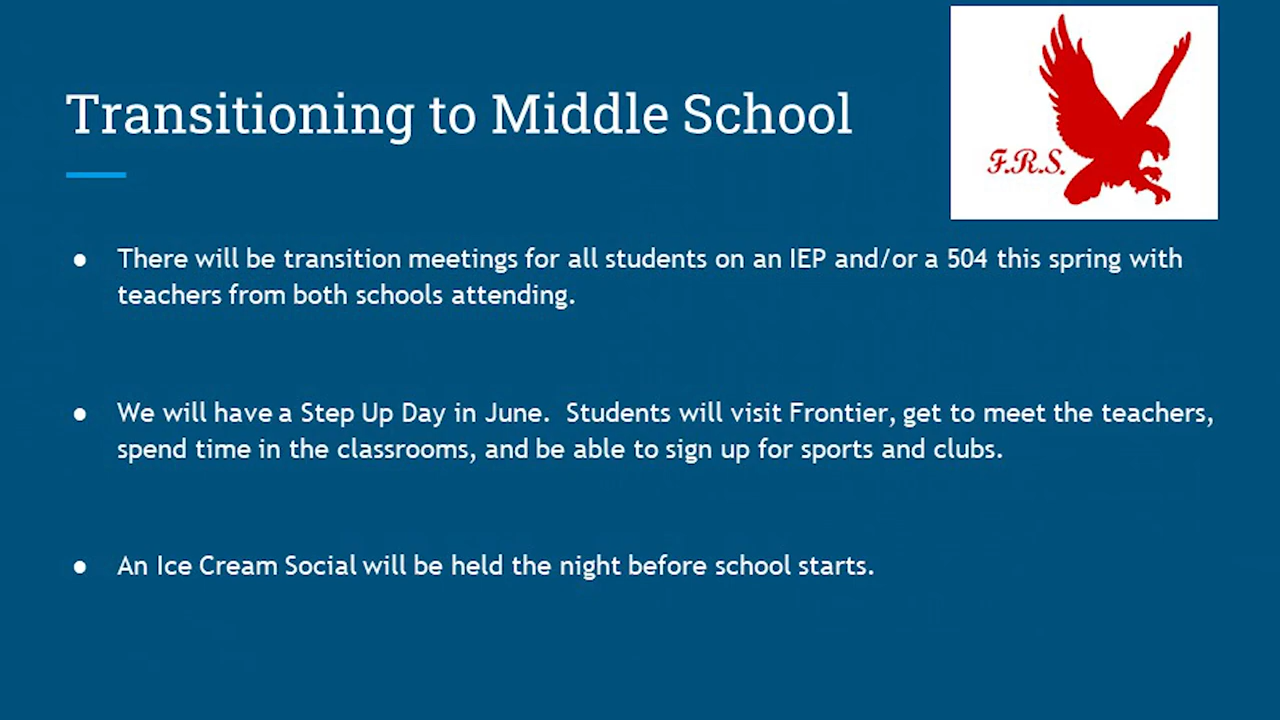 F.R.S.
Transitioning to Middle School
● There will be transition meetings for all students on an IEP and/or a 504 this spring with
teachers from both schools attending.
● We will have a Step Up Day in June.  Students will visit Frontier, get to meet the teachers,
spend time in the classrooms, and be able to sign up for sports and clubs.
● An Ice Cream Social will be held the night before school starts.